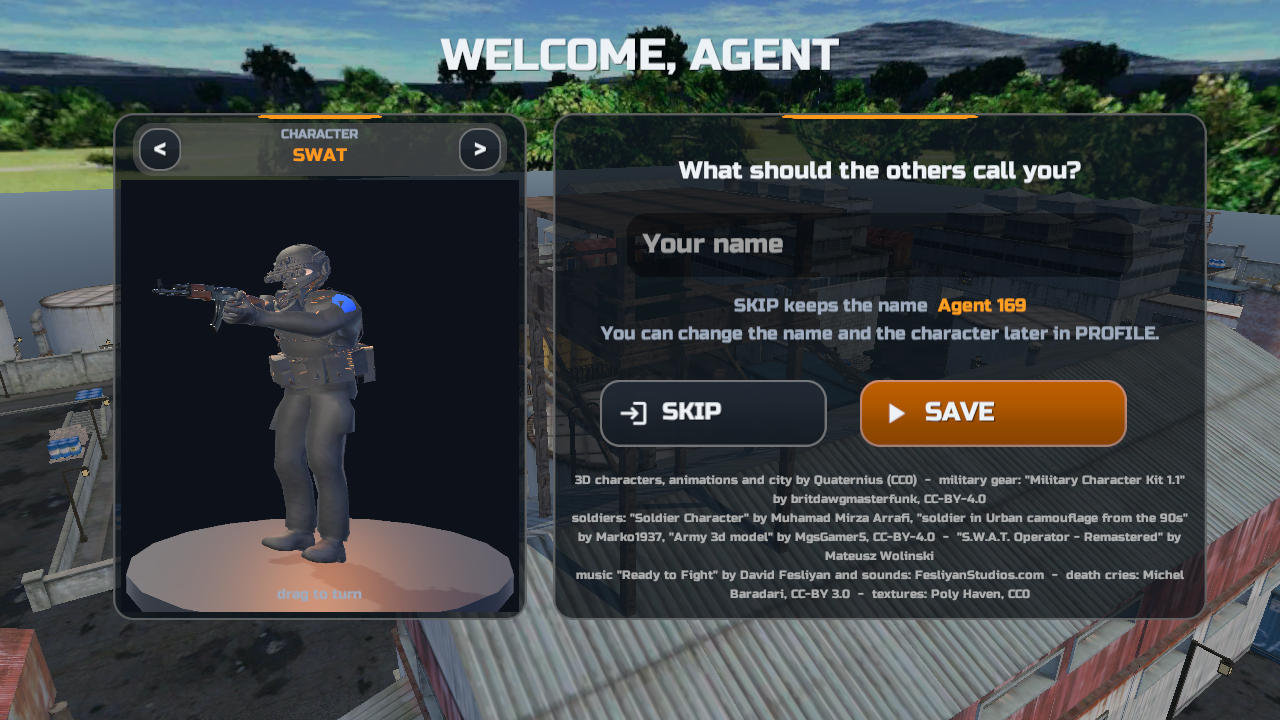 WELCOME, AGENT
<
CHARACTER
SWAT
>
drag to turn
What should the others call you?
Your name
SKIP keeps the name Agent 169
You can change the name and the character later in PROFILE.
SKIP
SAVE
3D characters, animations and city by Quaternius (CC0) - military gear: "Military Character Kit 1.1"
by britdawgmasterfunk, CC-BY-4.0
soldiers: "Soldier Character" by Muhamad Mirza Arrafi, "soldier in Urban camouflage from the 90s"
by Marko1937, "Army 3d model" by MgsGamer5, CC-BY-4.0 - "S.W.A.T. Operator - Remastered" by
Mateusz Wolinski
music "Ready to Fight" by David Fesliyan and sounds: FesliyanStudios.com - death cries: Michel
Baradari, CC-BY 3.0 - textures: Poly Haven, CC0